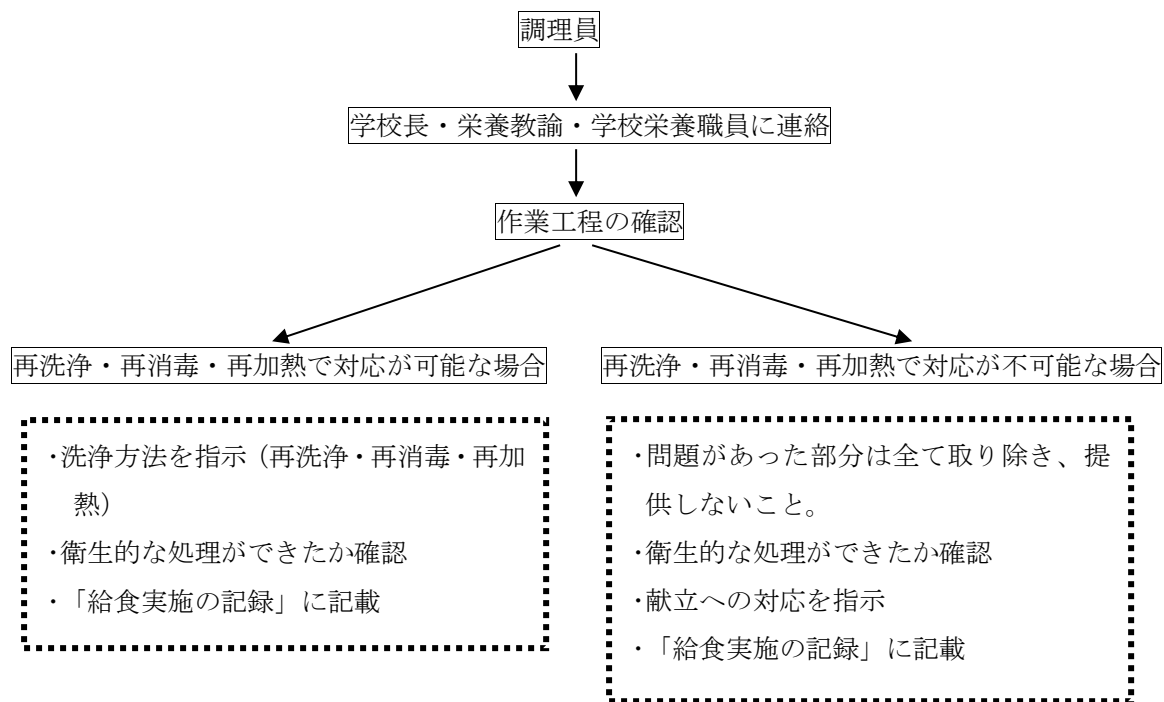 調理員
学校長・栄養教諭・学校栄養職員に連絡
作業工程の確認
再洗浄・再消毒・再加熱で対応が可能な場合
・洗浄方法を指示（再洗浄・再消毒・再加
熱）
・衛生的な処理ができたか確認
・「給食実施の記録」に記載
再洗浄・再消毒・再加熱で対応が不可能な場合
・問題があった部分は全て取り除き、提
供しないこと。
・衛生的な処理ができたか確認
・献立への対応を指示
・「給食実施の記録」に記載